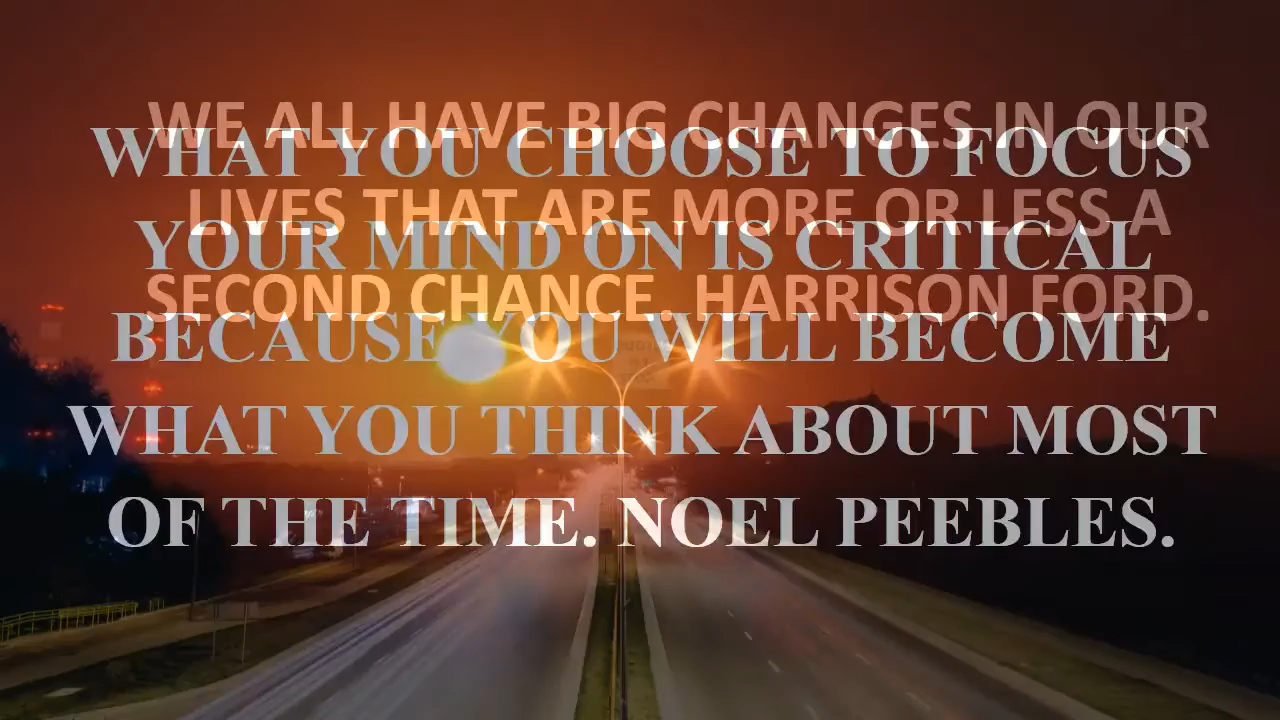 WE ALL HAVE BIG CHANGES IN OUR
LIVES THAT ARE MORE OR LESS A
SECOND CHANCE. HARRISON FORD.
WHAT YOU CHOOSE TO FOCUS
YOUR MIND ON IS CRITICAL
BECAUSE YOU WILL BECOME
WHAT YOU THINK ABOUT MOST
OF THE TIME. NOEL PEEBLES.